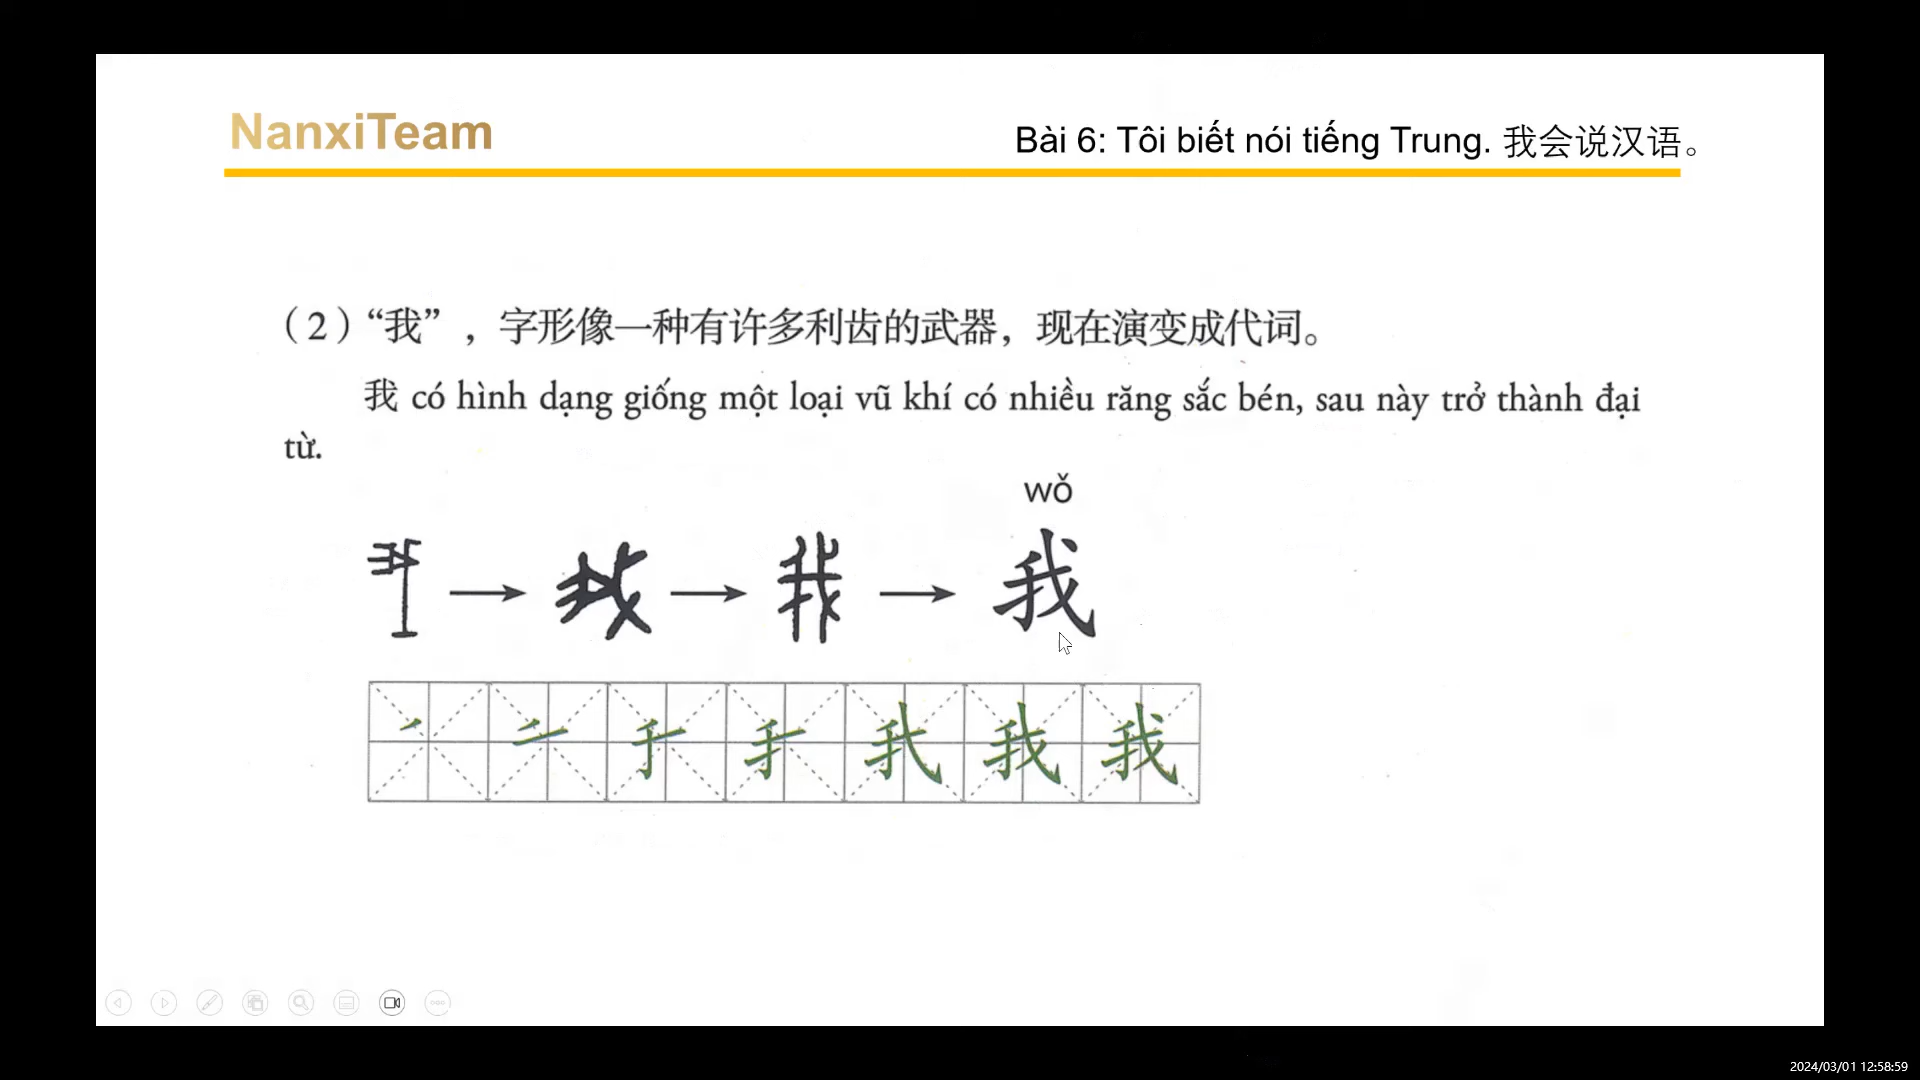 NanxiTeam
Bài 6: Tôi biết nói tiếng Trung. 我会说汉语。
（2）“我”，字形像一种有许多利齿的武器，现在演变成代词。
我 có hình dạng giống một loại vũ khí có nhiều răng sắc bén, sau này trở thành đại
từ.
wǒ
我
我
2024/03/01 12:58:59